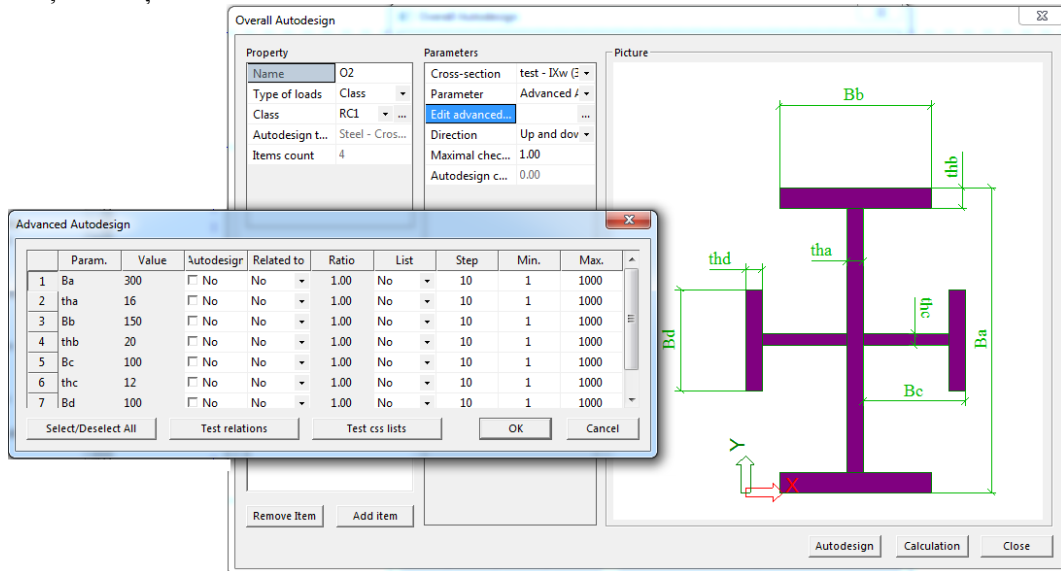 Overall Autodesign
Property
Name O2
Type of loads Class
Class RC1 ...
Autodesign t... Steel - Cros...
Items count 4
Parameters
Cross-section test - IXw (3
Parameter Advanced A
Edit advanced... ...
Direction Up and dov
Maximal chec... 1.00
Autodesign c... 0.00
Picture
Bb
thb
tha
thd
thc
Bd
Ba
Bc
Y
X
Advanced Autodesign
Param. Value Autodesigr Related to Ratio List Step Min. Max.
1 Ba 300 No No 1.00 No 10 1 1000
2 tha 16 No No 1.00 No 10 1 1000
3 Bb 150 No No 1.00 No 10 1 1000
4 thb 20 No No 1.00 No 10 1 1000
5 Bc 100 No No 1.00 No 10 1 1000
6 thc 12 No No 1.00 No 10 1 1000
7 Bd 100 No No 1.00 No 10 1 1000
Select/Deselect All Test relations Test css lists OK Cancel
Remove Item Add item
Autodesign Calculation Close